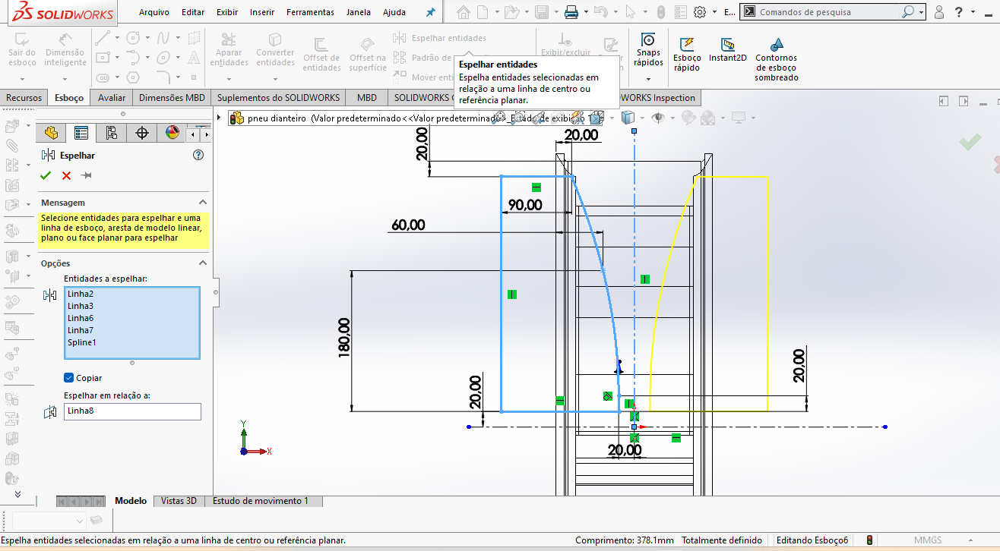 SOLIDWORKS
Arquivo Editar Exibir Inserir Ferramentas Janela Ajuda
E...
Comandos de pesquisa
Sair do esboço
Dimensão inteligente
Aparar entidades
Converter entidades
Offset de entidades
Offset na superfície
Espelhar entidades
Padrão de
Mover enti
Exibir/excluir
Snaps rápidos
Esboço rápido
Instant2D
Contornos de esboço sombreado
Espelhar entidades
Espelha entidades selecionadas em
relação a uma linha de centro ou
referência planar.
Recursos Esboço Avaliar Dimensões MBD Suplementos do SOLIDWORKS MBD SOLIDWORKS C WORKS Inspection
pneu dianteiro (Valor predeterminado<<Valor predeterminado>_Estado de exibição 1
Espelhar
Mensagem
Selecione entidades para espelhar e uma
linha de esboço, aresta de modelo linear,
plano ou face planar para espelhar
Opções
Entidades a espelhar:
Linha2
Linha3
Linha6
Linha7
Spline1
Copiar
Espelhar em relação a:
Linha8
20,00
20,00
90,00
60,00
180,00
20,00
20,00
20,00
Y
X
Modelo Vistas 3D Estudo de movimento 1
Espelha entidades selecionadas em relação a uma linha de centro ou referência planar.
Comprimento: 378.1mm Totalmente definido Editando Esboço6 MMGS